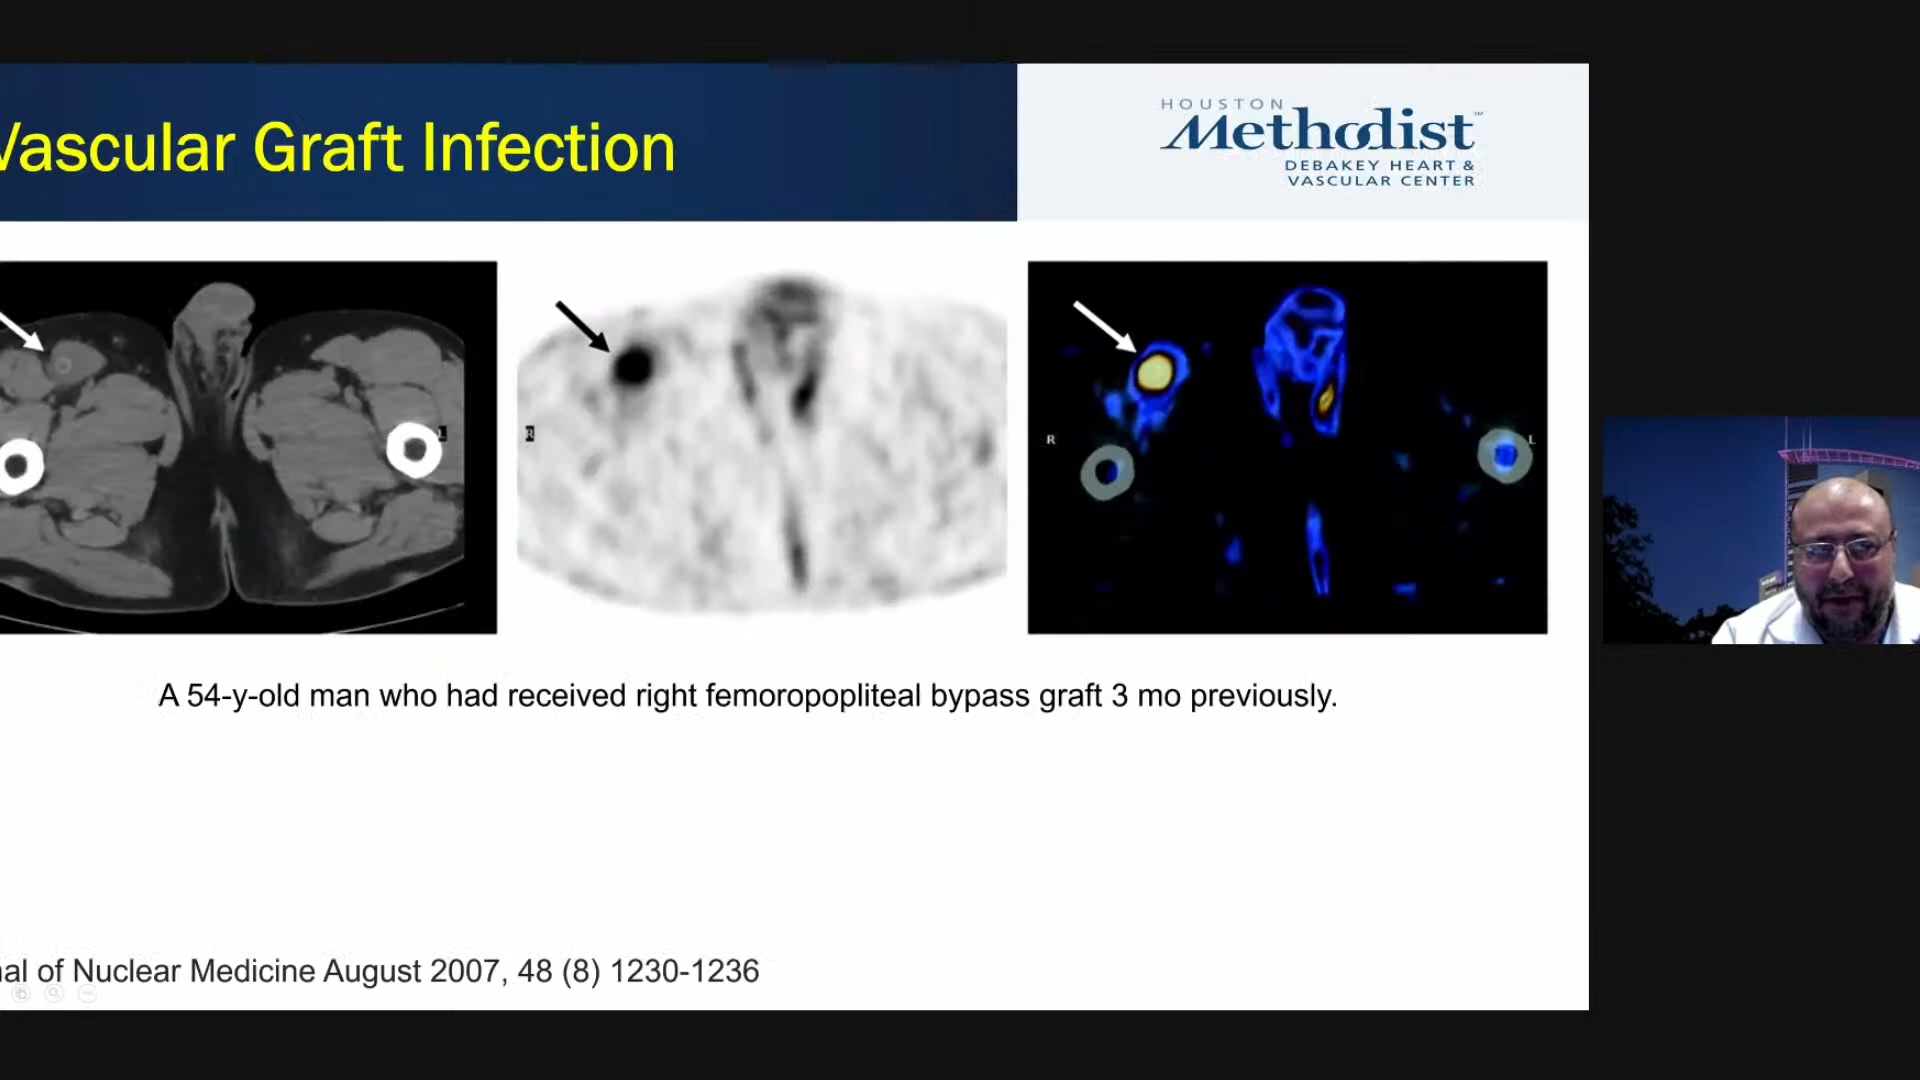 Vascular Graft Infection
HOUSTON
Methodist
DEBAKEY HEART &
VASCULAR CENTER
L
R
R
L
A 54-y-old man who had received right femoropopliteal bypass graft 3 mo previously.
nal of Nuclear Medicine August 2007, 48 (8) 1230-1236